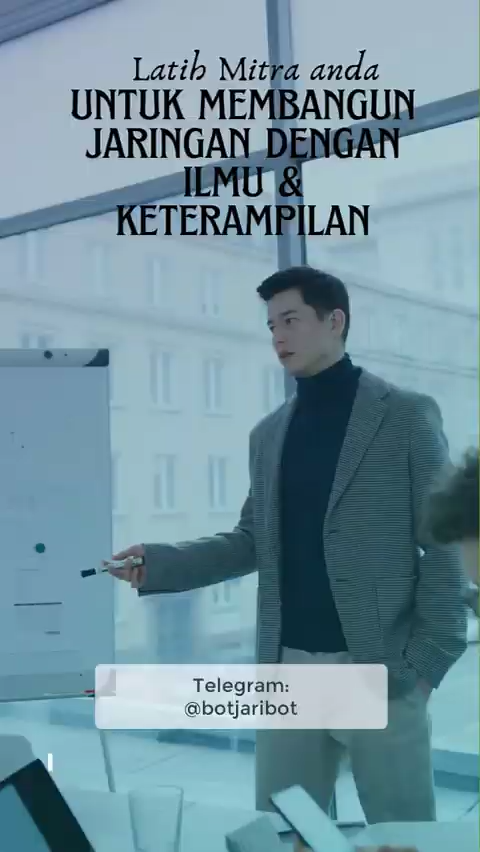 Latih Mitra anda
UNTUK MEMBANGUN
JARINGAN DENGAN
ILMU &
KETERAMPILAN
Telegram:
@botjaribot